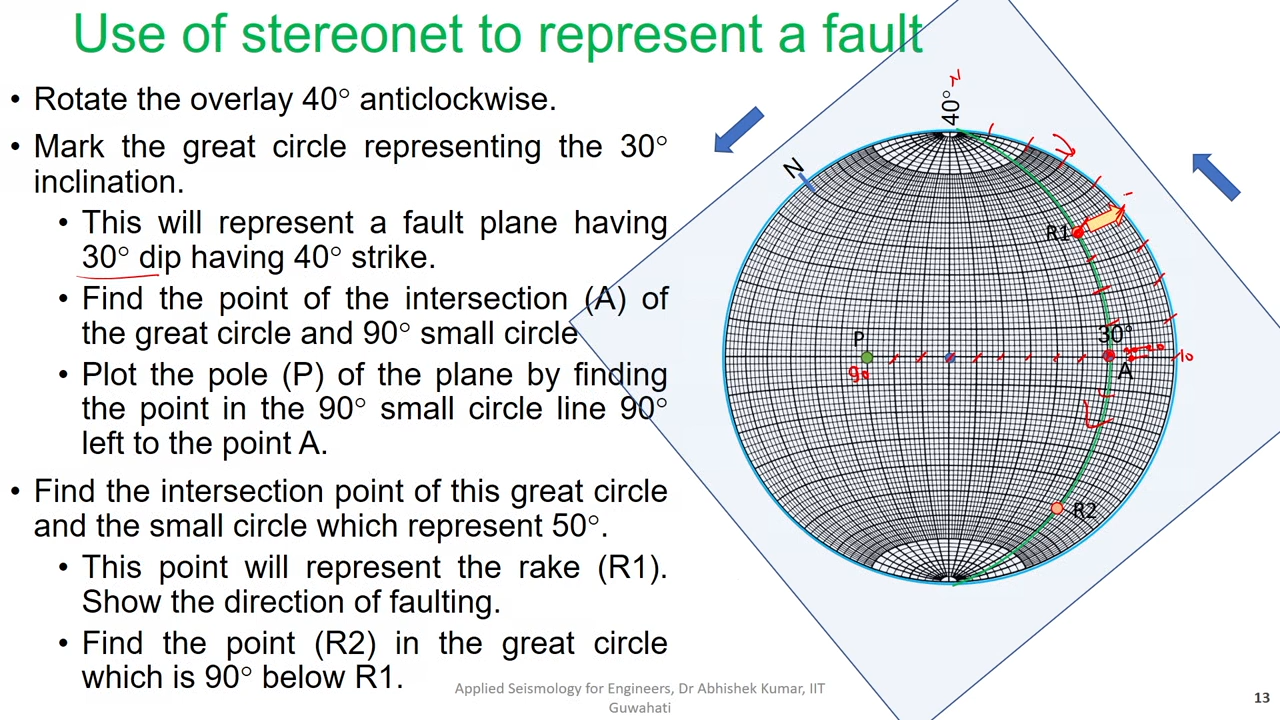 Use of stereonet to represent a fault
• Rotate the overlay 40° anticlockwise.
• Mark the great circle representing the 30°
inclination.
• This will represent a fault plane having
30° dip having 40° strike.
• Find the point of the intersection (A) of
the great circle and 90° small circle
• Plot the pole (P) of the plane by finding
the point in the 90° small circle line 90°
left to the point A.
• Find the intersection point of this great circle
and the small circle which represent 50°.
• This point will represent the rake (R1).
Show the direction of faulting.
• Find the point (R2) in the great circle
which is 90° below R1.
40° N
N
R1
P
30°
A
10
90
R2
Applied Seismology for Engineers, Dr Abhishek Kumar, IIT
Guwahati
13